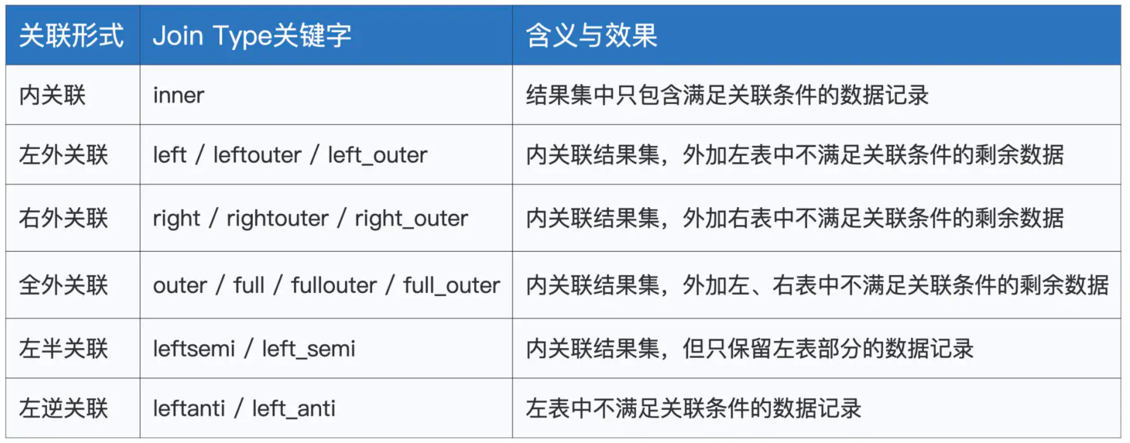 关联形式 Join Type关键字 含义与效果
内关联 inner 结果集中只包含满足关联条件的数据记录
左外关联 left / leftouter / left_outer 内关联结果集，外加左表中不满足关联条件的剩余数据
右外关联 right / rightouter / right_outer 内关联结果集，外加右表中不满足关联条件的剩余数据
全外关联 outer / full / fullouter / full_outer 内关联结果集，外加左、右表中不满足关联条件的剩余数据
左半关联 leftsemi / left_semi 内关联结果集，但只保留左表部分的数据记录
左逆关联 leftanti / left_anti 左表中不满足关联条件的数据记录